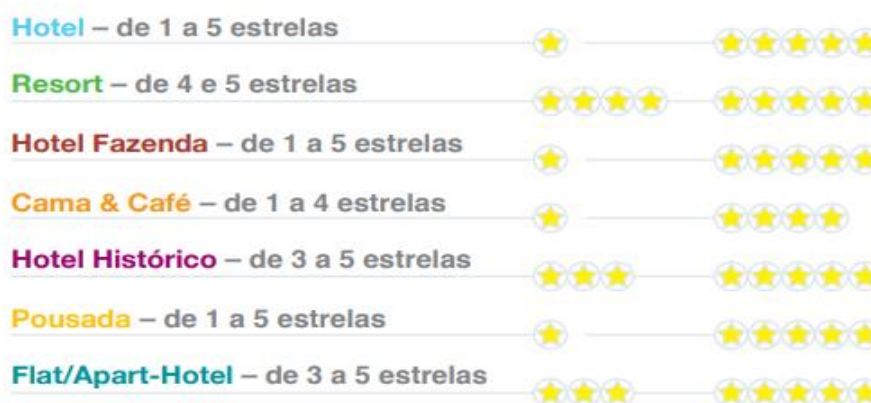 Hotel – de 1 a 5 estrelas
Resort – de 4 e 5 estrelas
Hotel Fazenda – de 1 a 5 estrelas
Cama & Café – de 1 a 4 estrelas
Hotel Histórico – de 3 a 5 estrelas
Pousada – de 1 a 5 estrelas
Flat/Apart-Hotel – de 3 a 5 estrelas